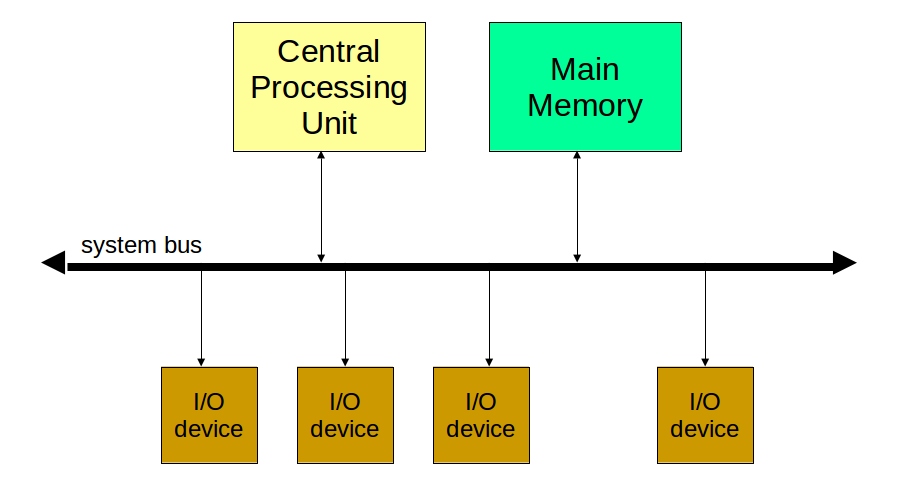 Central
Processing
Unit
Main
Memory
system bus
I/O
device
I/O
device
I/O
device
I/O
device